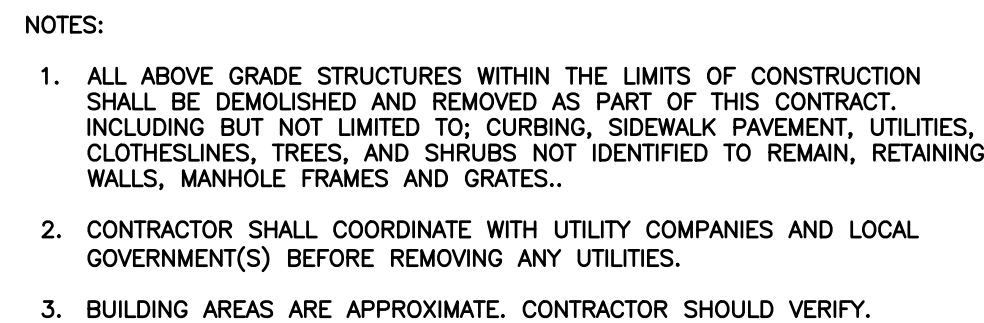 NOTES:
1. ALL ABOVE GRADE STRUCTURES WITHIN THE LIMITS OF CONSTRUCTION
SHALL BE DEMOLISHED AND REMOVED AS PART OF THIS CONTRACT.
INCLUDING BUT NOT LIMITED TO; CURBING, SIDEWALK PAVEMENT, UTILITIES,
CLOTHESLINES, TREES, AND SHRUBS NOT IDENTIFIED TO REMAIN, RETAINING
WALLS, MANHOLE FRAMES AND GRATES..
2. CONTRACTOR SHALL COORDINATE WITH UTILITY COMPANIES AND LOCAL
GOVERNMENT(S) BEFORE REMOVING ANY UTILITIES.
3. BUILDING AREAS ARE APPROXIMATE. CONTRACTOR SHOULD VERIFY.